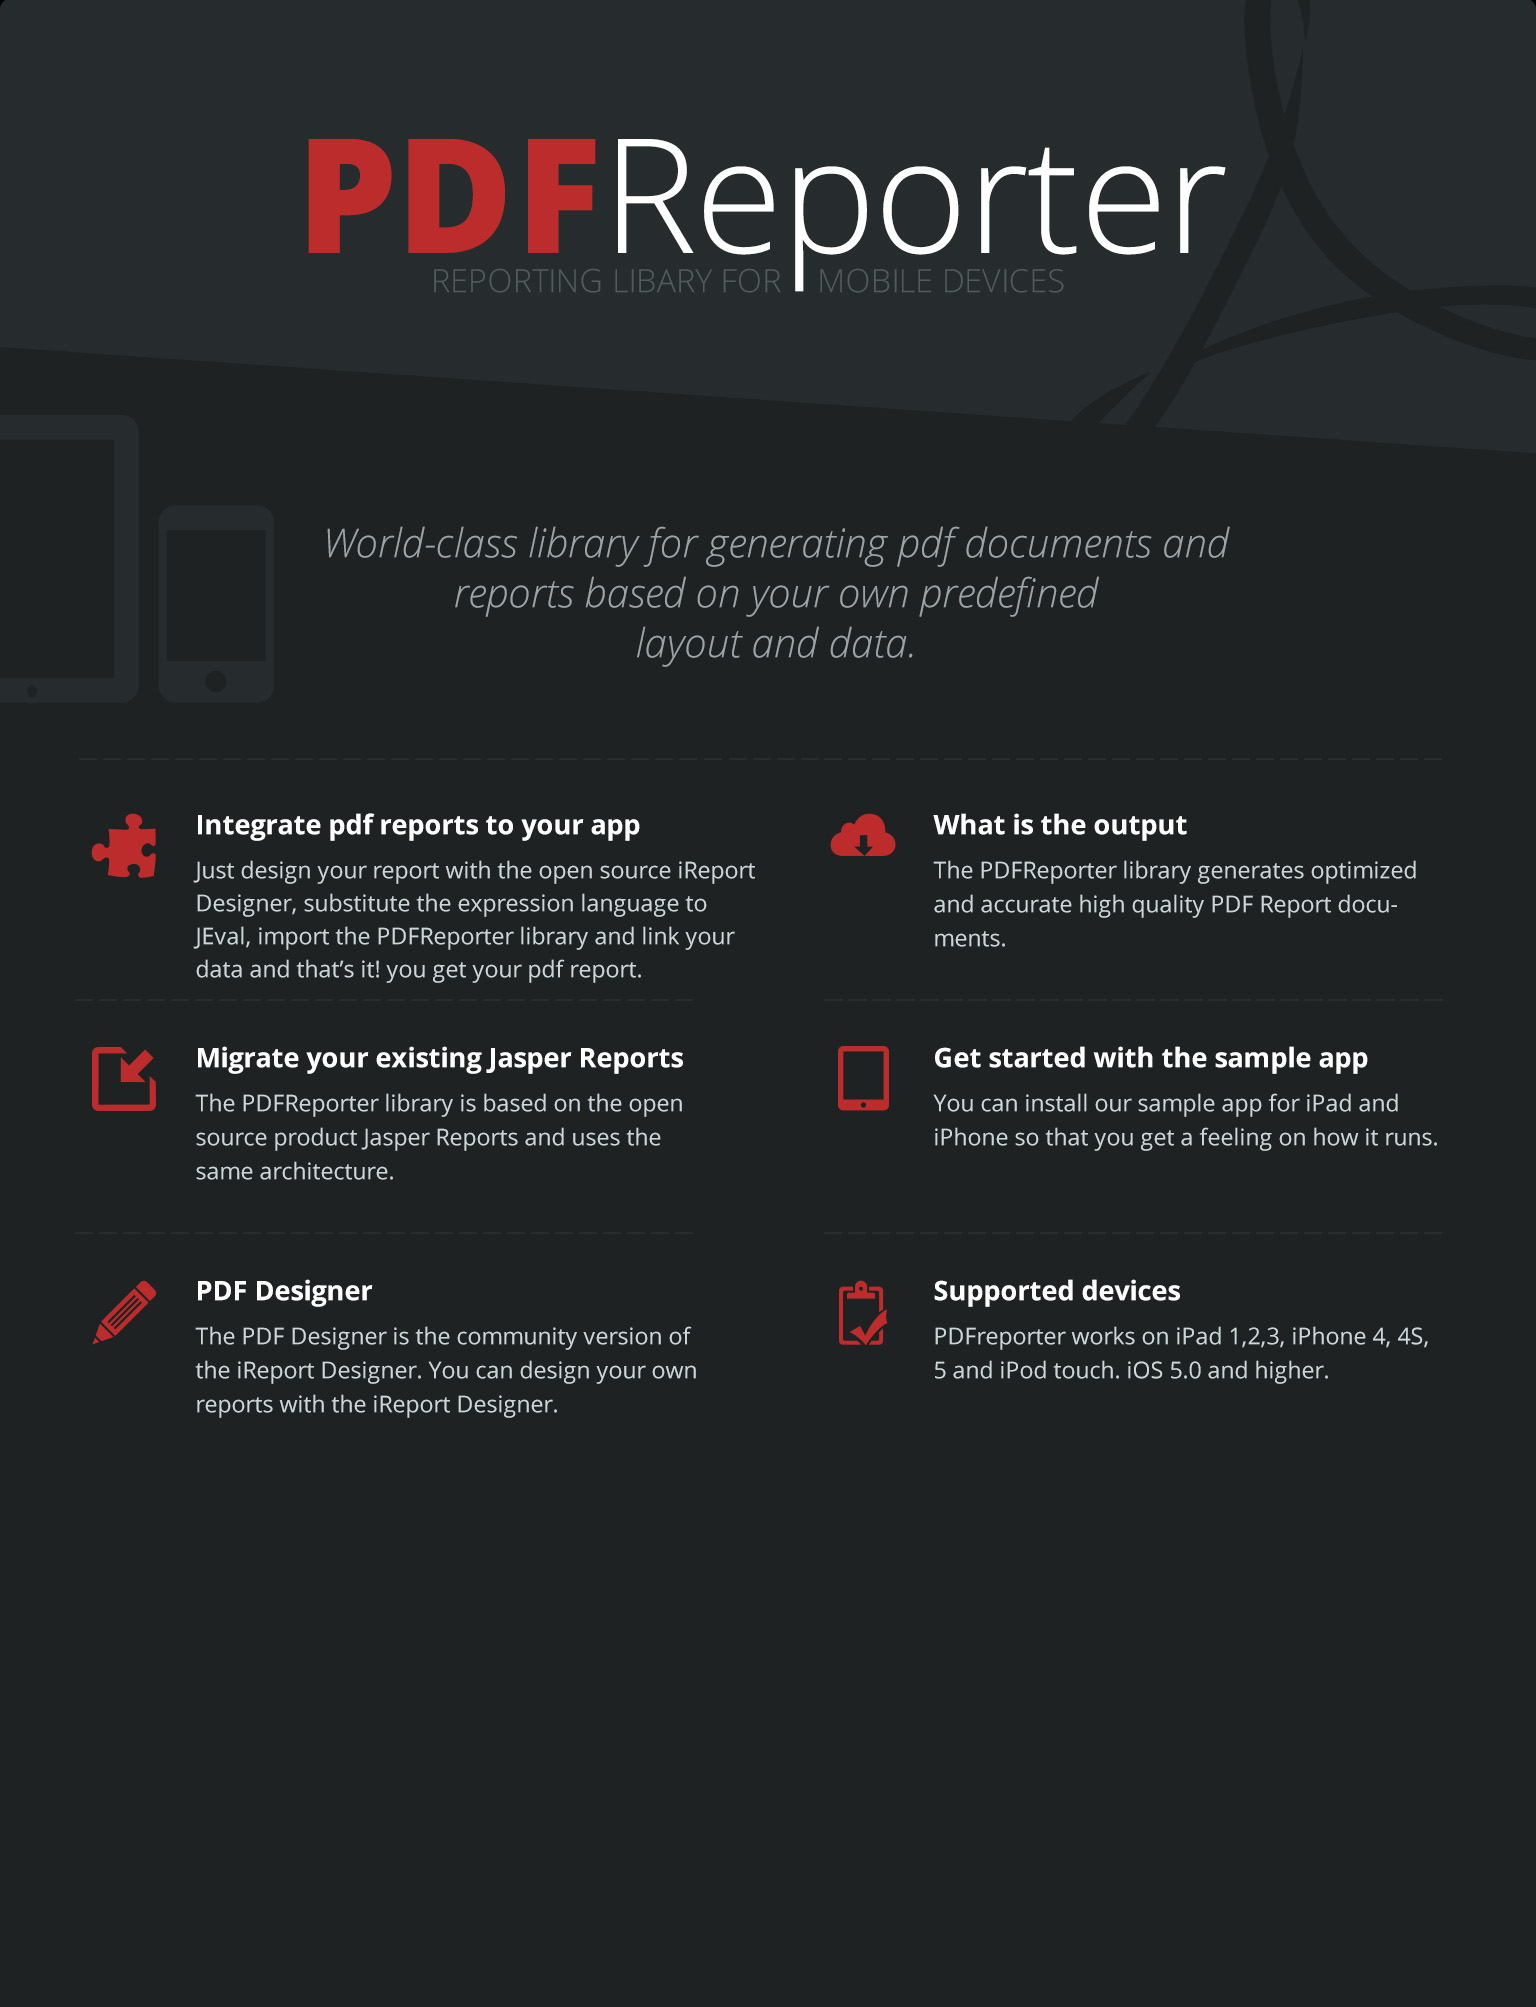 PDFReporter
REPORTING LIBARY FOR MOBILE DEVICES
World-class library for generating pdf documents and
reports based on your own predefined
layout and data.
Integrate pdf reports to your app
Just design your report with the open source iReport
Designer, substitute the expression language to
JEval, import the PDFReporter library and link your
data and that's it! you get your pdf report.
What is the output
The PDFReporter library generates optimized
and accurate high quality PDF Report docu-
ments.
Migrate your existing Jasper Reports
The PDFReporter library is based on the open
source product Jasper Reports and uses the
same architecture.
Get started with the sample app
You can install our sample app for iPad and
iPhone so that you get a feeling on how it runs.
PDF Designer
The PDF Designer is the community version of
the iReport Designer. You can design your own
reports with the iReport Designer.
Supported devices
PDFreporter works on iPad 1,2,3, iPhone 4, 4S,
5 and iPod touch. iOS 5.0 and higher.